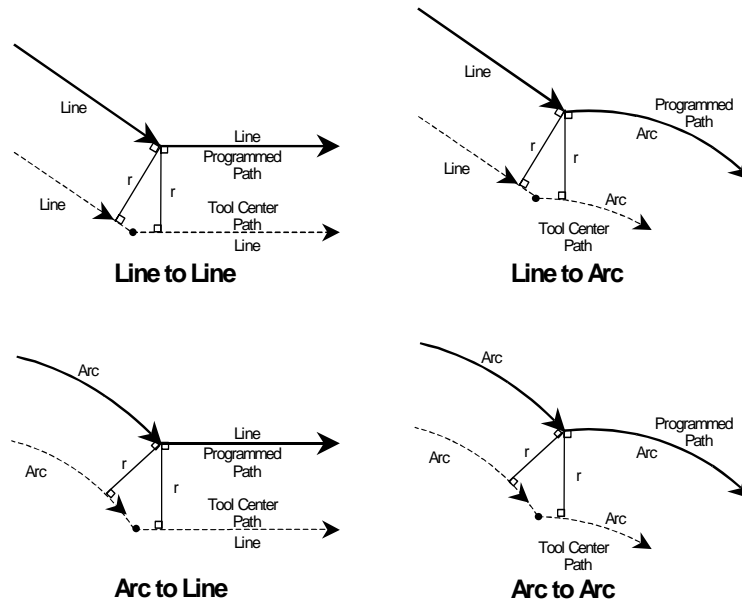 Line
Line
Programmed
Path
r
r
Line
Tool Center
Path
Line
Line to Line
Line
Programmed
Path
Arc
r
r
Line
Arc
Tool Center
Path
Line to Arc
Arc
Line
Programmed
Path
r
Arc
r
Tool Center
Path
Line
Arc to Line
Arc
Programmed
Path
Arc
r
Arc
r
Arc
Tool Center
Path
Arc to Arc